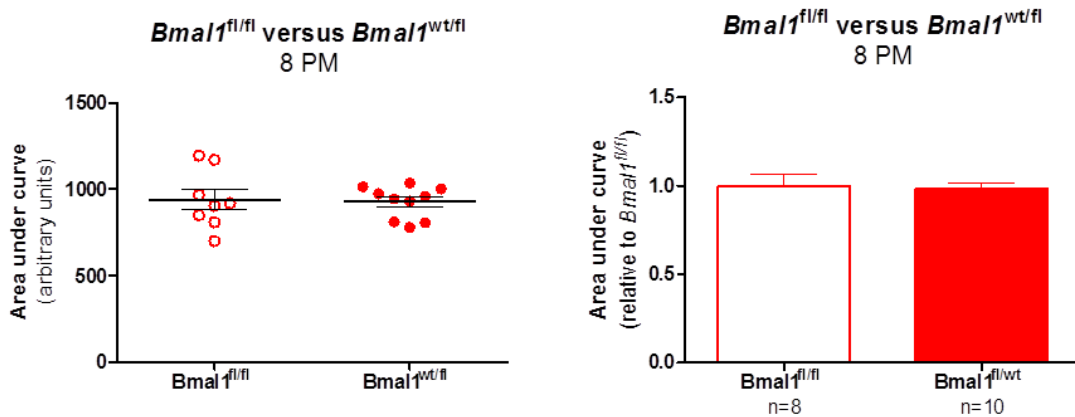 Bmal1fl/fl versus Bmal1wt/fl
8 PM
Area under curve
(arbitrary units)
1500
1000
500
0
Bmal1fl/fl
Bmal1wt/fl
Bmal1fl/fl versus Bmal1wt/fl
8 PM
Area under curve
(relative to Bmal1fl/fl)
1.5
1.0
0.5
0.0
Bmal1fl/fl
Bmal1fl/wt
n=8
n=10